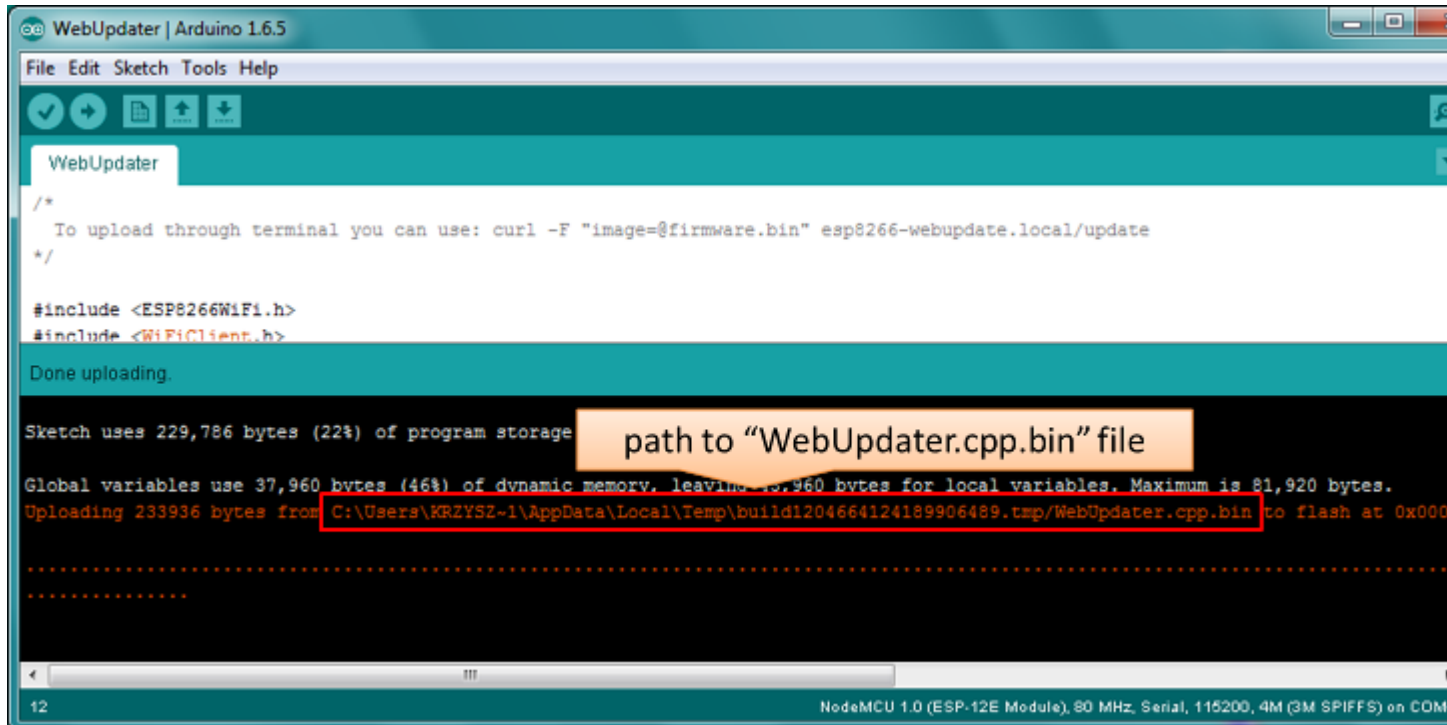 WebUpdater | Arduino 1.6.5
File Edit Sketch Tools Help
WebUpdater
/*
To upload through terminal you can use: curl -F "image=@firmware.bin" esp8266-webupdate.local/update
*/
#include <ESP8266WiFi.h>
#include <WiFiClient.h>
Done uploading.
Sketch uses 229,786 bytes (22%) of program storage
path to “WebUpdater.cpp.bin” file
Global variables use 37,960 bytes (46%) of dynamic memory, leaving 3,960 bytes for local variables. Maximum is 81,920 bytes.
Uploading 233936 bytes from C:\Users\KRZYSZ~1\AppData\Local\Temp\build1204664124189906489.tmp/WebUpdater.cpp.bin to flash at 0x000
12
NodeMCU 1.0 (ESP-12E Module), 80 MHz, Serial, 115200, 4M (3M SPIFFS) on COM